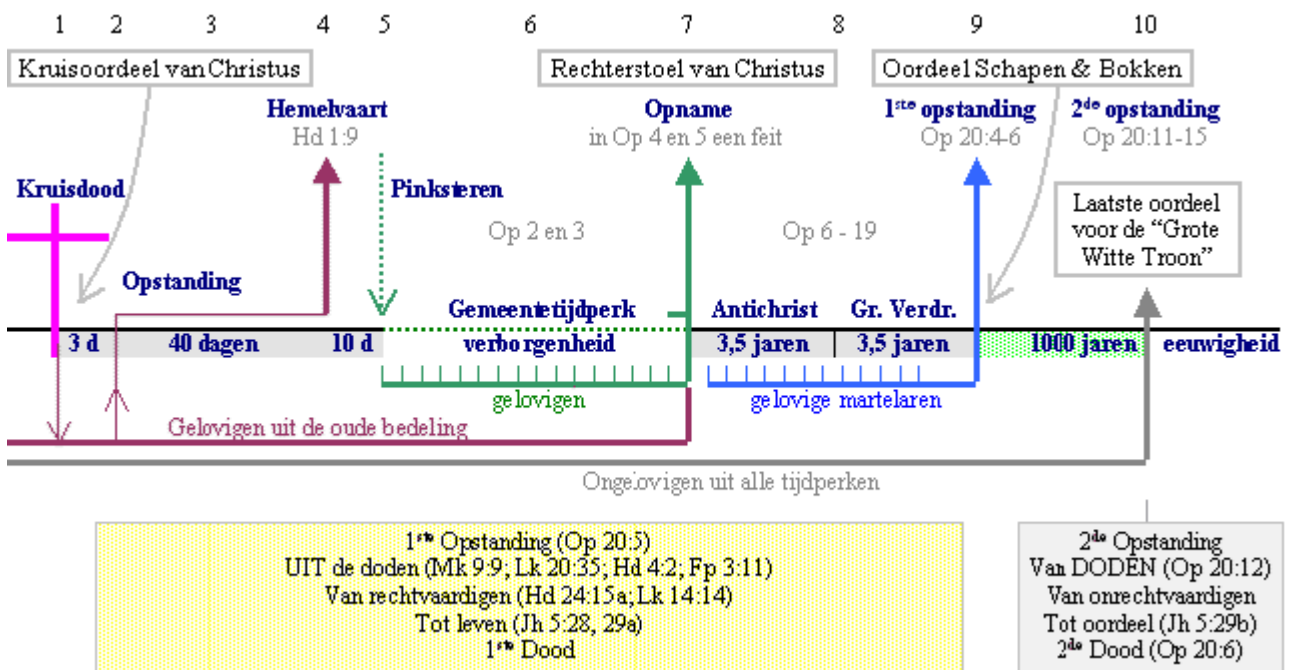 1 2 3 4 5 6 7 8 9 10
Kruisoordeel van Christus
Rechterstoel van Christus
Oordeel Schapen & Bokken
Hemelvaart
Hd 1:9
Opname
in Op 4 en 5 een feit
1ste opstanding
Op 20:4-6
2de opstanding
Op 20:11-15
Kruisdood
Pinksteren
Op 2 en 3
Op 6 - 19
Laatste oordeel
voor de “Grote
Witte Troon”
Opstanding
Gemeentetijdperk
Antichrist
Gr. Verdr.
3 d
40 dagen
10 d
verborgenheid
3,5 jaren
3,5 jaren
1000 jaren
eeuwigheid
gelovigen
gelovige martelaren
Gelovigen uit de oude bedeling
Ongelovigen uit alle tijdperken
1ste Opstanding (Op 20:5)
UIT de doden (Mk 9:9; Lk 20:35; Hd 4:2; Fp 3:11)
Van rechtvaardigen (Hd 24:15a; Lk 14:14)
Tot leven (Jh 5:28, 29a)
1ste Dood
2de Opstanding
Van DODEN (Op 20:12)
Van onrechtvaardigen
Tot oordeel (Jh 5:29b)
2de Dood (Op 20:6)